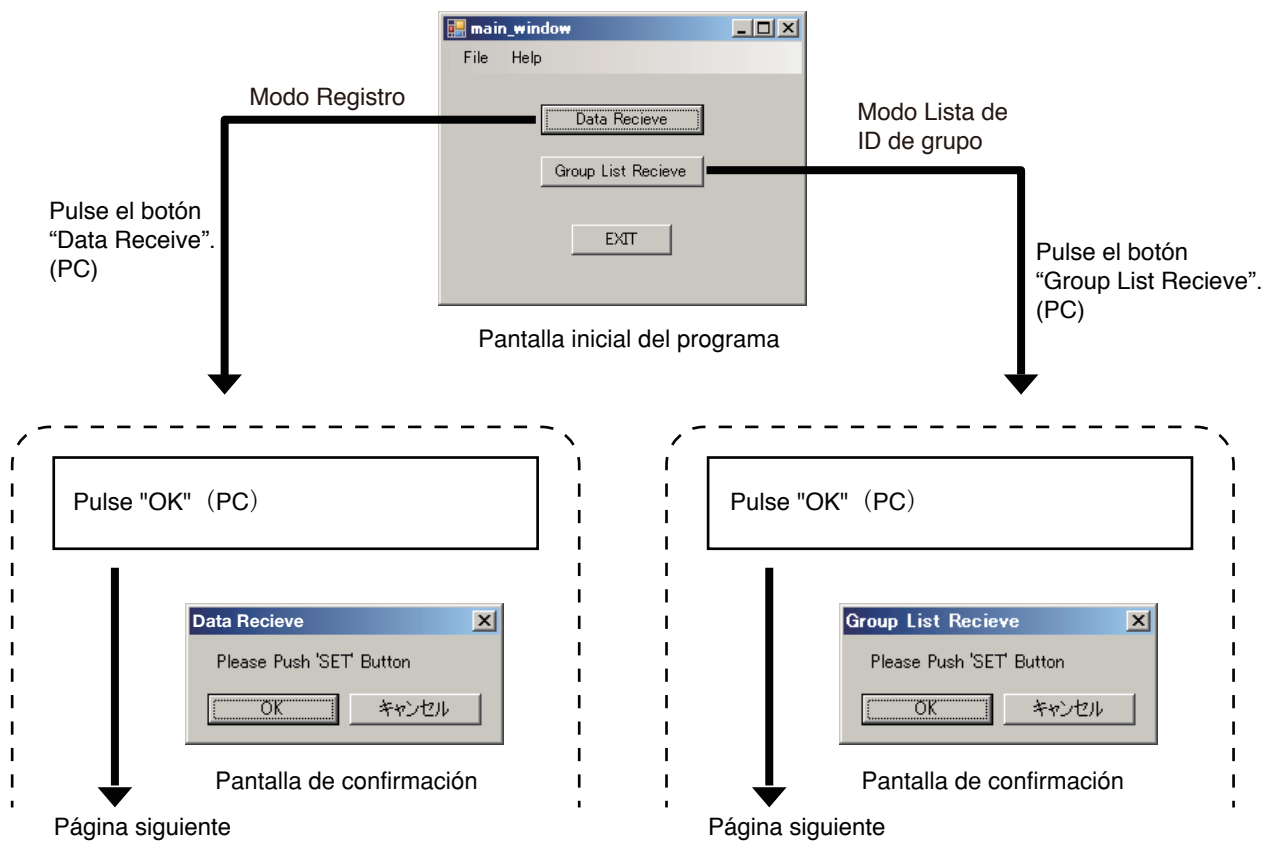 main_window
File Help
Data Recieve
Group List Recieve
EXIT
Pantalla inicial del programa
Modo Registro
Pulse el botón
“Data Receive”.
(PC)
Modo Lista de
ID de grupo
Pulse el botón
“Group List Recieve”.
(PC)
Pulse "OK"（PC）
Data Recieve
Please Push 'SET' Button
OK キャンセル
Pantalla de confirmación
Página siguiente
Pulse "OK"（PC）
Group List Recieve
Please Push 'SET' Button
OK キャンセル
Pantalla de confirmación
Página siguiente